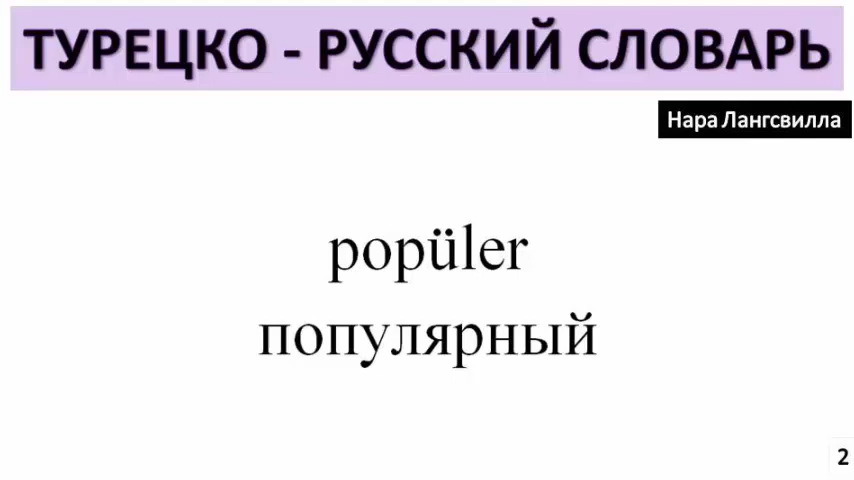 ТУРЕЦКО - РУССКИЙ СЛОВАРЬ
Нара Лангсвилла
popüler
популярный
2